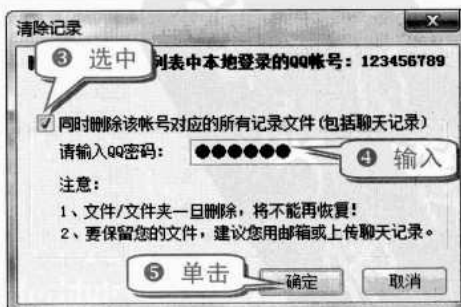 清除记录
❸ 选中
列表中本地登录的QQ帐号：123456789
同时删除该帐号对应的所有记录文件(包括聊天记录)
请输入QQ密码：●●●●●●
❹ 输入
注意：
1、文件/文件夹一旦删除，将不能再恢复！
2、要保留您的文件，建议您用邮箱或上传聊天记录。
❺ 单击
确定
取消